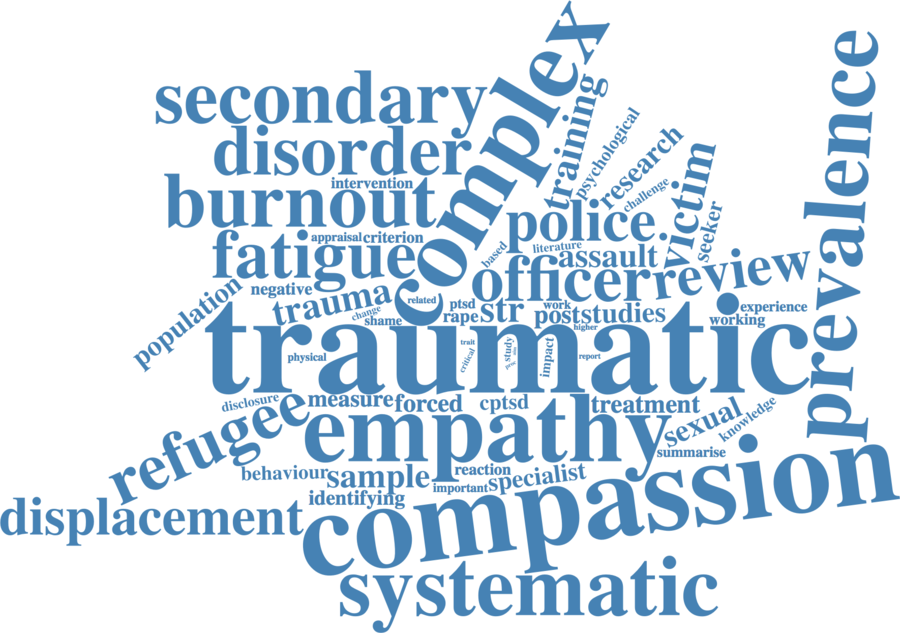 complex
prevalence
secondary
training
psychological
research
disorder
intervention
challenge
victim
burnout
seeker
police
appraisal
criterion
fatigue
based
literature
assault
officer
review
population
negative
trauma
related
ptsd
rape
str
work
post
studies
experience
working
change
shame
higher
traumatic
physical
trait
critical
study
impact
report
disclosure
refugee
measure
forced
cptsd
treatment
empathy
sexual
knowledge
summarise
behaviour
sample
reaction
important
specialist
identifying
displacement
compassion
systematic